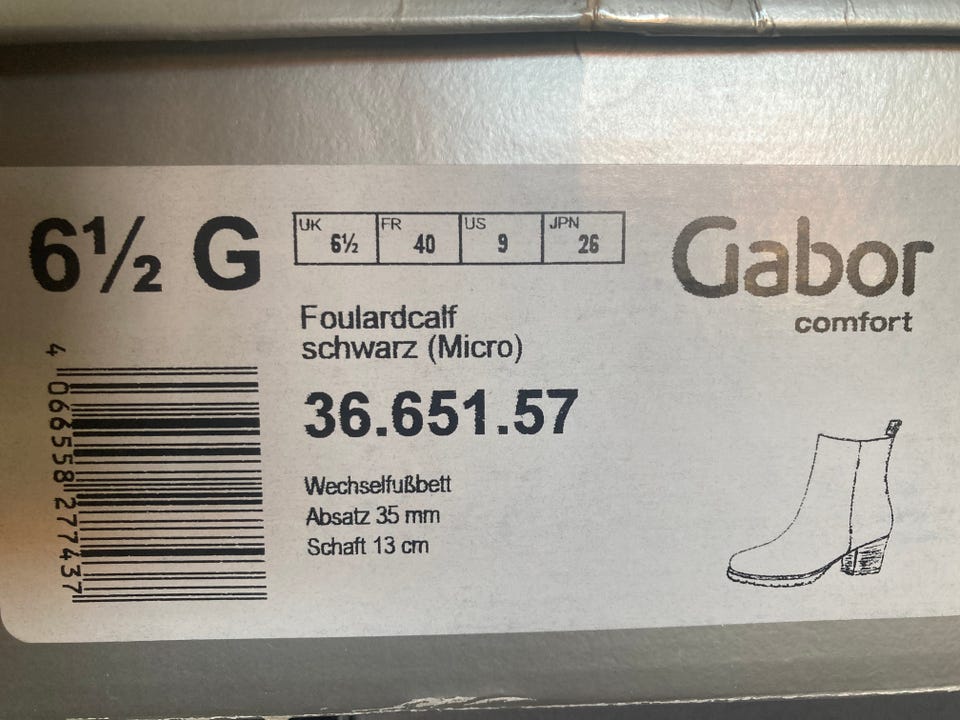 6½ G
UK 6½ FR 40 US 9 JPN 26
Gabor
comfort
Foulardcalf
schwarz (Micro)
36.651.57
Wechselfußbett
Absatz 35 mm
Schaft 13 cm
4 066558 277437